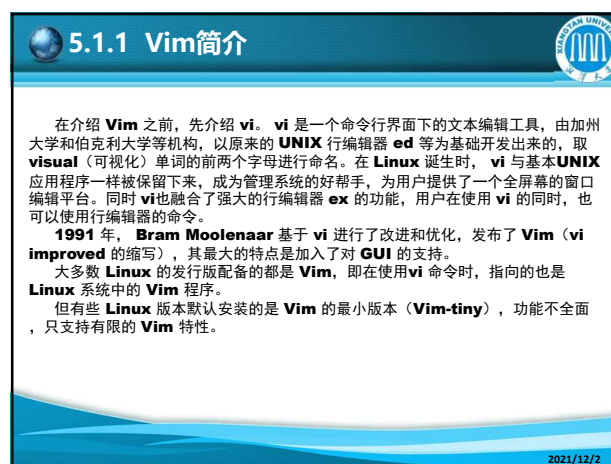 5.1.1 Vim简介
XIANGTAN UNIVER
在介绍 Vim 之前，先介绍 vi。 vi 是一个命令行界面下的文本编辑工具，由加州
大学和伯克利大学等机构，以原来的 UNIX 行编辑器 ed 等为基础开发出来的，取
visual（可视化）单词的前两个字母进行命名。在 Linux 诞生时， vi 与基本UNIX
应用程序一样被保留下来，成为管理系统的好帮手，为用户提供了一个全屏幕的窗口
编辑平台。同时 vi也融合了强大的行编辑器 ex 的功能，用户在使用 vi 的同时，也
可以使用行编辑器的命令。
1991 年， Bram Moolenaar 基于 vi 进行了改进和优化，发布了 Vim（vi
improved 的缩写），其最大的特点是加入了对 GUI 的支持。
大多数 Linux 的发行版配备的都是 Vim，即在使用vi 命令时，指向的也是
Linux 系统中的 Vim 程序。
但有些 Linux 版本默认安装的是 Vim 的最小版本（Vim-tiny），功能不全面
，只支持有限的 Vim 特性。
2021/12/2